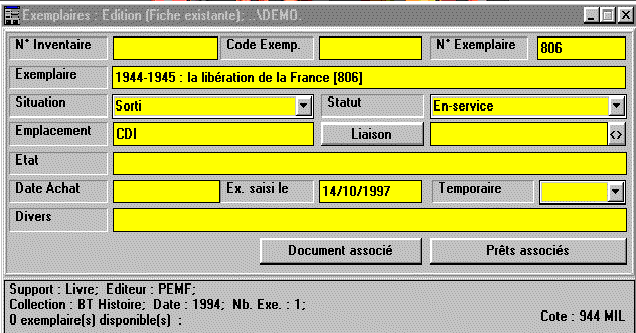 Exemplaires : Edition (Fiche existante); ..\DEMO.
N° Inventaire Code Exemp. N° Exemplaire 806
Exemplaire 1944-1945 : la libération de la France [806]
Situation Sorti Statut En-service
Emplacement CDI Liaison <>
Etat
Date Achat Ex. saisi le 14/10/1997 Temporaire
Divers
Document associé Prêts associés
Support : Livre; Editeur : PEMF;
Collection : BT Histoire; Date : 1994; Nb. Exe. : 1;
0 exemplaire(s) disponible(s) : Cote : 944 MIL